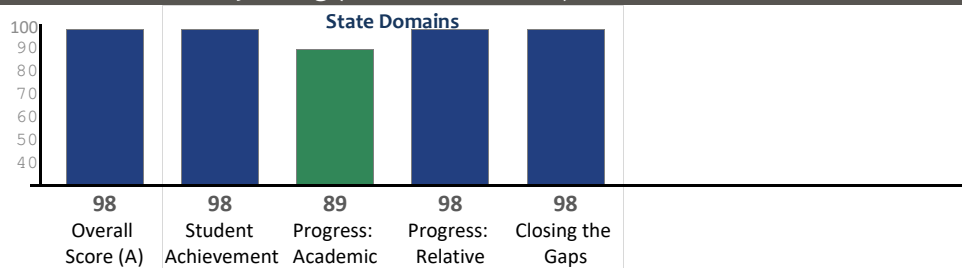 State Domains
100
90
80
70
60
50
40
98 98 89 98 98
Overall Student Progress: Progress: Closing the
Score (A) Achievement Academic Relative Gaps